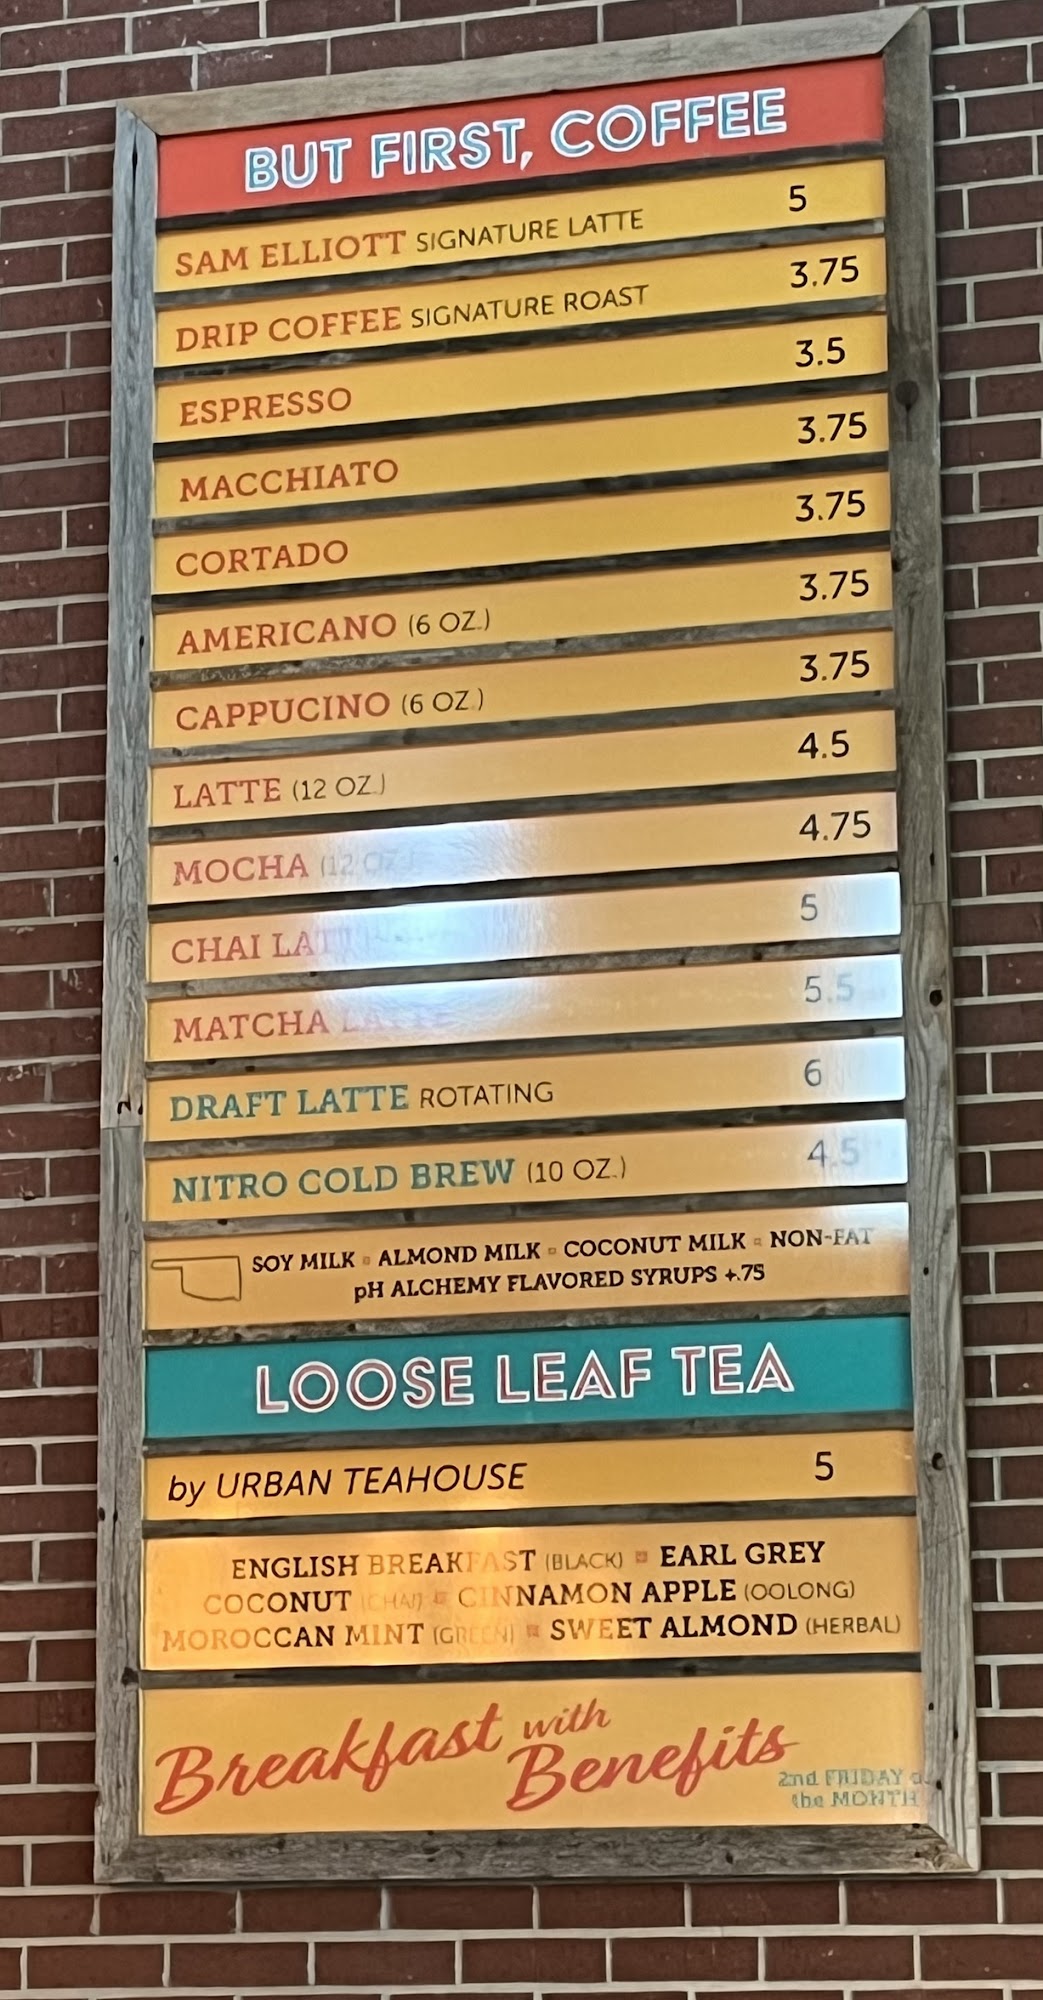 BUT FIRST, COFFEE
SAM ELLIOTT SIGNATURE LATTE 5
DRIP COFFEE SIGNATURE ROAST 3.75
ESPRESSO 3.5
MACCHIATO 3.75
CORTADO 3.75
AMERICANO (6 OZ.) 3.75
CAPPUCINO (6 OZ.) 3.75
LATTE (12 OZ.) 4.5
MOCHA (12 OZ.) 4.75
CHAI 5
MATCHA LATTE 5.5
DRAFT LATTE ROTATING 6
NITRO COLD BREW (10 OZ.) 4.5
SOY MILK ▫ ALMOND MILK ▫ COCONUT MILK ▫ NON-FAT
pH ALCHEMY FLAVORED SYRUPS +.75
LOOSE LEAF TEA
by URBAN TEAHOUSE 5
ENGLISH BREAKFAST (BLACK) ▫ EARL GREY
COCONUT (CHAI) ▫ CINNAMON APPLE (OOLONG)
MOROCCAN MINT (GREEN) ▫ SWEET ALMOND (HERBAL)
Breakfast with Benefits
2nd FRIDAY
the MONTH